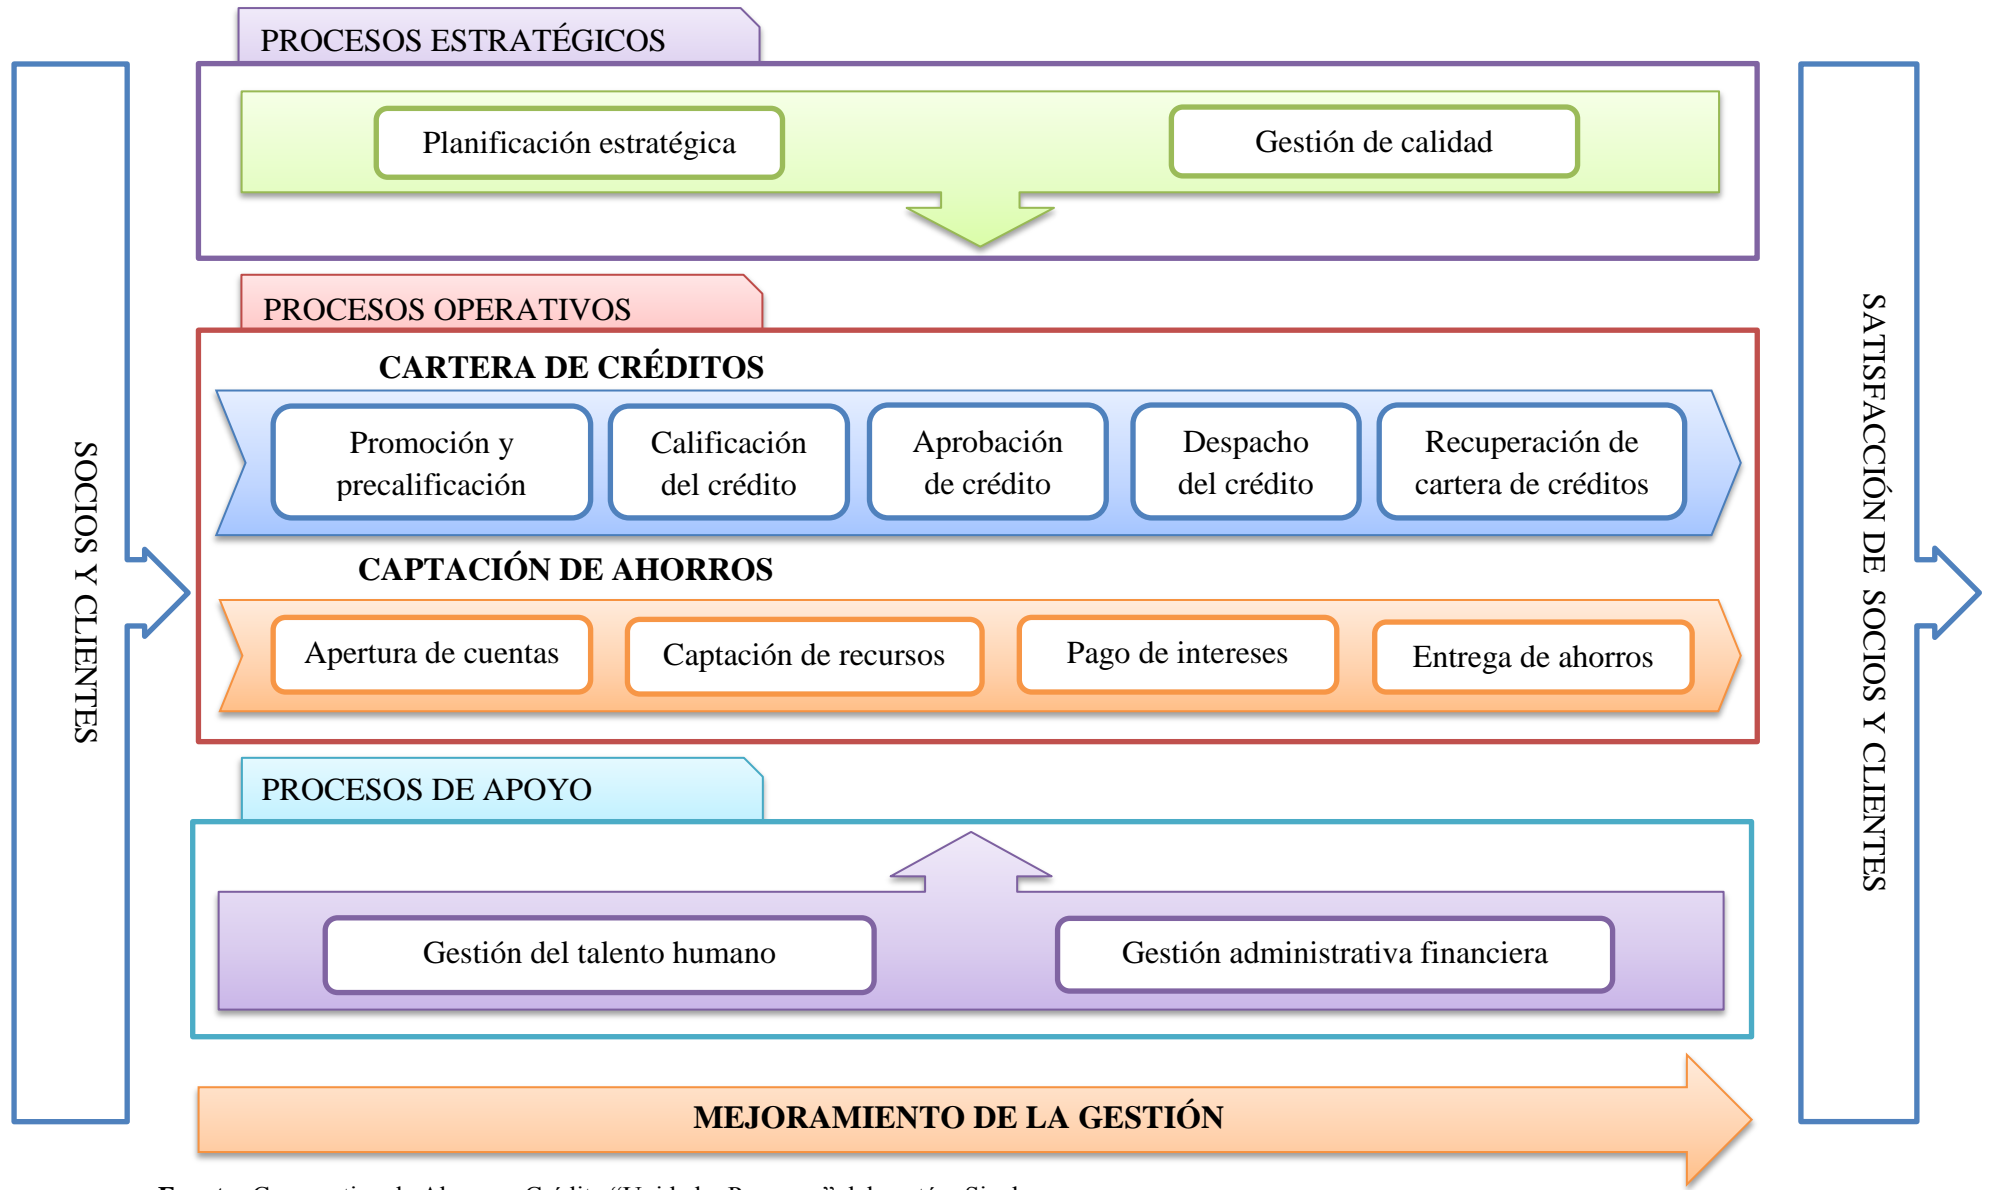 PROCESOS ESTRATÉGICOS
Planificación estratégica
Gestión de calidad
PROCESOS OPERATIVOS
CARTERA DE CRÉDITOS
Promoción y
precalificación
Calificación
del crédito
Aprobación
de crédito
Despacho
del crédito
Recuperación de
cartera de créditos
CAPTACIÓN DE AHORROS
Apertura de cuentas
Captación de recursos
Pago de intereses
Entrega de ahorros
PROCESOS DE APOYO
Gestión del talento humano
Gestión administrativa financiera
MEJORAMIENTO DE LA GESTIÓN
SOCIOS Y CLIENTES
SATISFACCIÓN DE SOCIOS Y CLIENTES